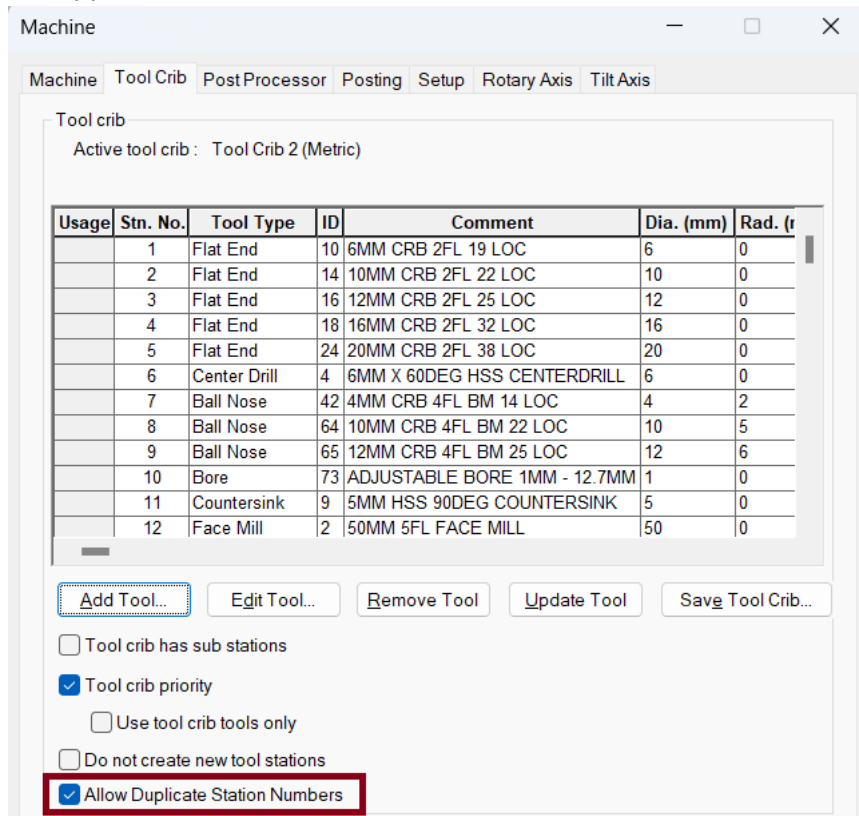 Machine
Machine Tool Crib Post Processor Posting Setup Rotary Axis Tilt Axis
Tool crib
Active tool crib : Tool Crib 2 (Metric)
Usage Stn. No. Tool Type ID Comment Dia. (mm) Rad. (
1 Flat End 10 6MM CRB 2FL 19 LOC 6 0
2 Flat End 14 10MM CRB 2FL 22 LOC 10 0
3 Flat End 16 12MM CRB 2FL 25 LOC 12 0
4 Flat End 18 16MM CRB 2FL 32 LOC 16 0
5 Flat End 24 20MM CRB 2FL 38 LOC 20 0
6 Center Drill 4 6MM X 60DEG HSS CENTERDRILL 6 0
7 Ball Nose 42 4MM CRB 4FL BM 14 LOC 4 2
8 Ball Nose 64 10MM CRB 4FL BM 22 LOC 10 5
9 Ball Nose 65 12MM CRB 4FL BM 25 LOC 12 6
10 Bore 73 ADJUSTABLE BORE 1MM - 12.7MM 1 0
11 Countersink 9 5MM HSS 90DEG COUNTERSINK 5 0
12 Face Mill 2 50MM 5FL FACE MILL 50 0
Add Tool... Edit Tool... Remove Tool Update Tool Save Tool Crib...
Tool crib has sub stations
Tool crib priority
Use tool crib tools only
Do not create new tool stations
Allow Duplicate Station Numbers